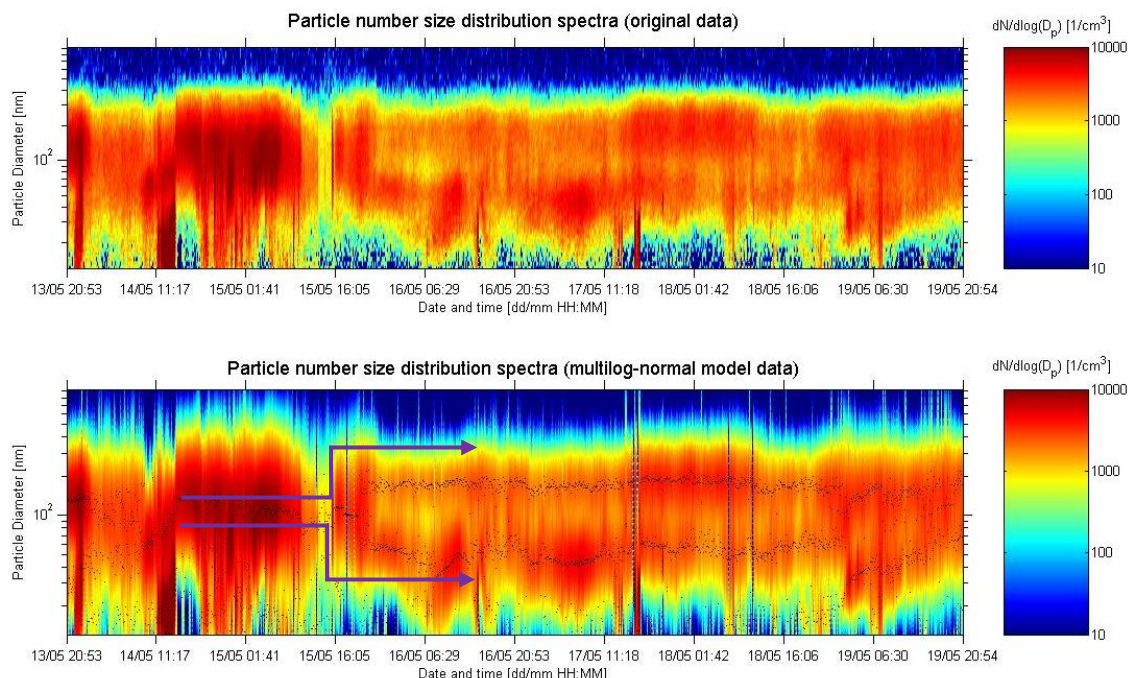 Particle number size distribution spectra (original data)
dN/dlog(Dₚ) [1/cm³]
Particle Diameter [nm]
10²
10000
1000
100
10
13/05 20:53 14/05 11:17 15/05 01:41 15/05 16:05 16/05 06:29 16/05 20:53 17/05 11:18 18/05 01:42 18/05 16:06 19/05 06:30 19/05 20:54
Date and time [dd/mm HH:MM]
Particle number size distribution spectra (multilog-normal model data)
dN/dlog(Dₚ) [1/cm³]
Particle Diameter [nm]
10²
10000
1000
100
10
13/05 20:53 14/05 11:17 15/05 01:41 15/05 16:05 16/05 06:29 16/05 20:53 17/05 11:18 18/05 01:42 18/05 16:06 19/05 06:30 19/05 20:54
Date and time [dd/mm HH:MM]